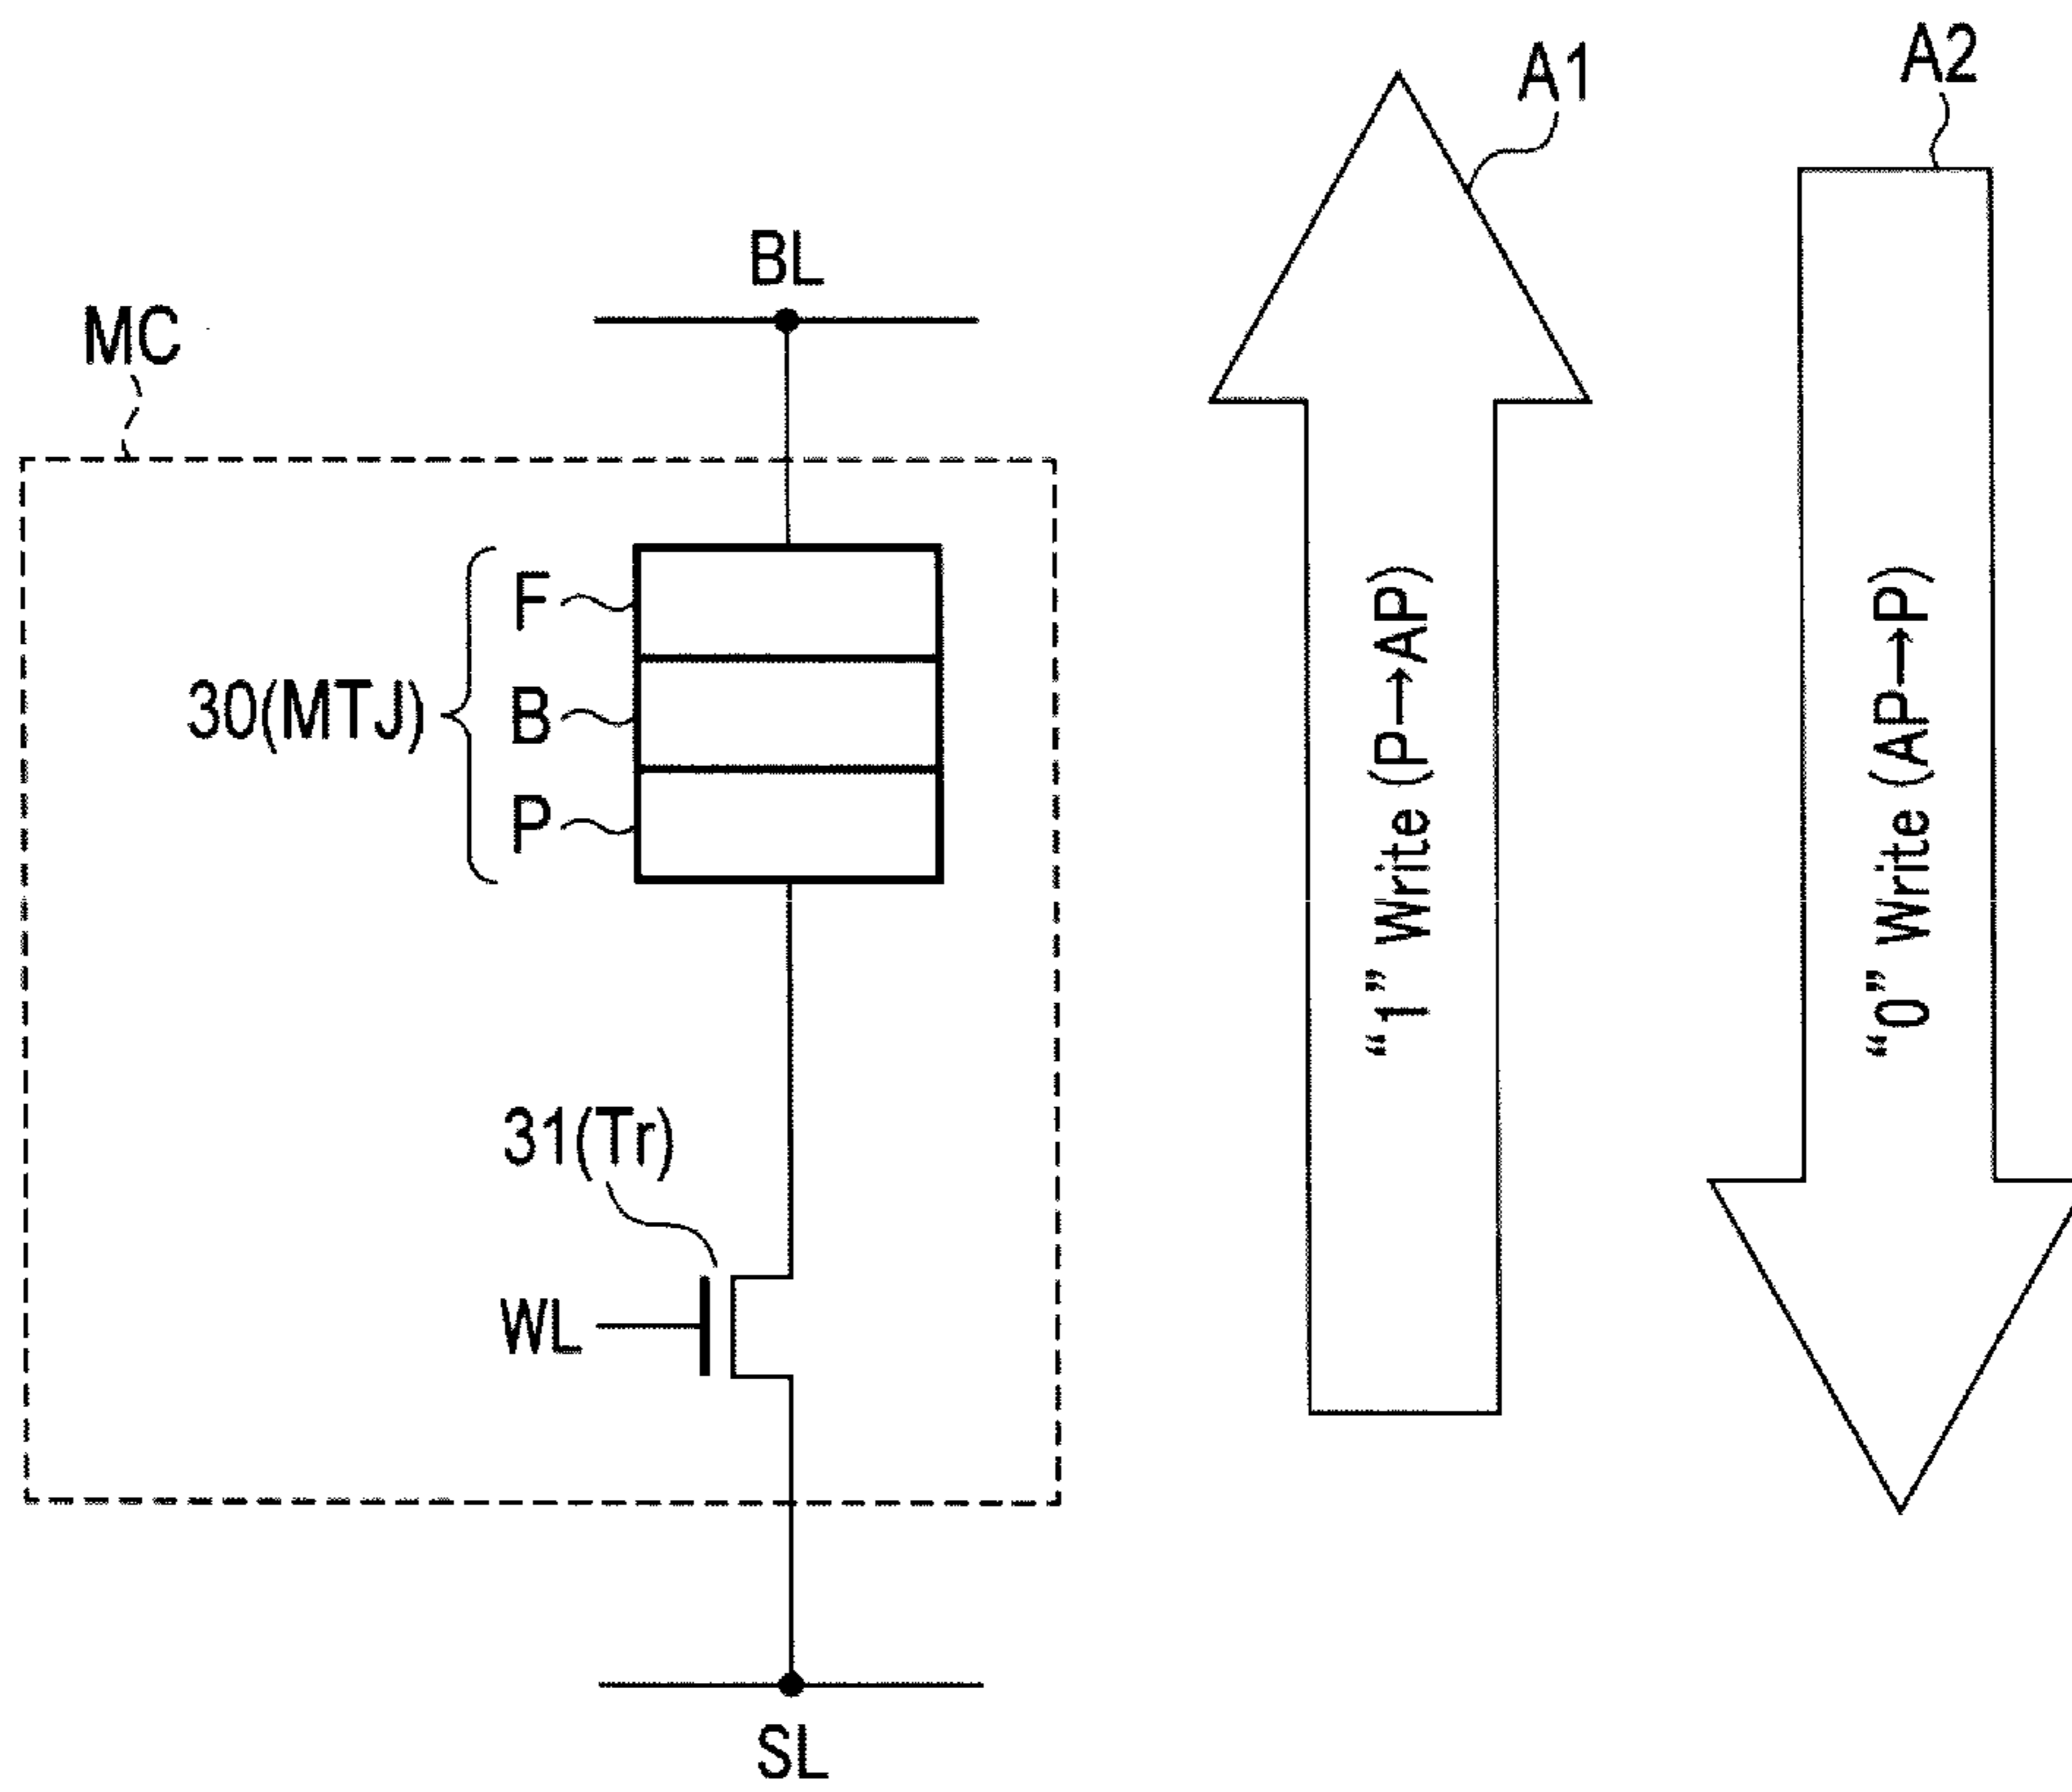 A1
A2
BL
MC
F
30(MTJ)
B
P
31(Tr)
WL
SL
“1” Write (P→AP)
“0” Write (AP→P)